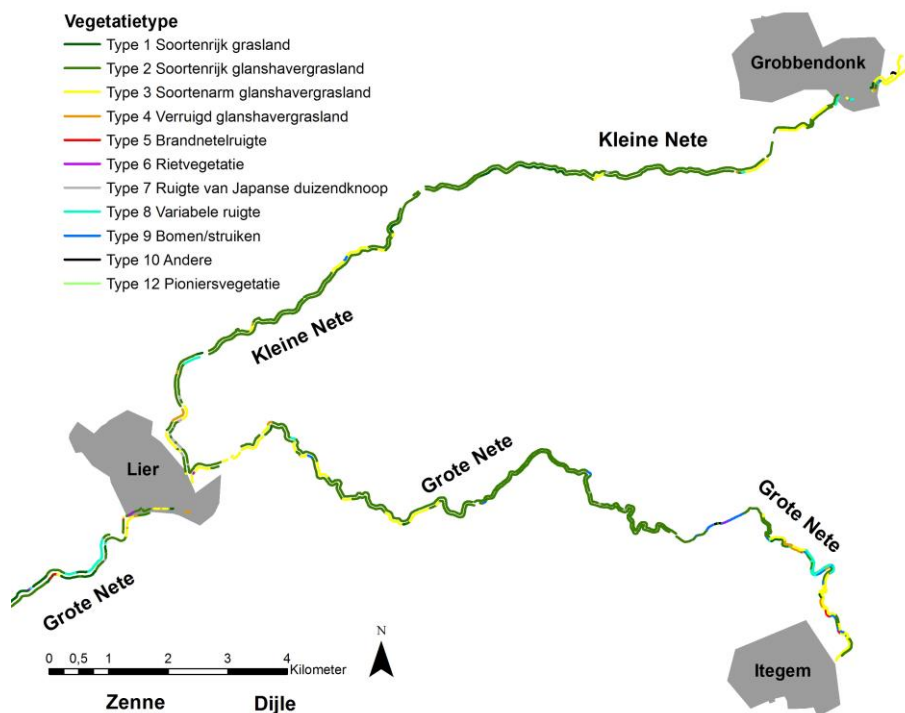 Vegetatietype
Type 1 Soortenrijk grasland
Type 2 Soortenrijk glanshavergrasland
Type 3 Soortenarm glanshavergrasland
Type 4 Verruigd glanshavergrasland
Type 5 Brandnetelruigte
Type 6 Rietvegetatie
Type 7 Ruigte van Japanse duizendknoop
Type 8 Variabele ruigte
Type 9 Bomen/struiken
Type 10 Andere
Type 12 Pioniersvegetatie
Grobbendonk
Kleine Nete
Kleine Nete
Lier
Grote Nete
Grote Nete
Grote Nete
N
0 0,5 1 2 3 4
Kilometer
Itegem
Zenne Dijle